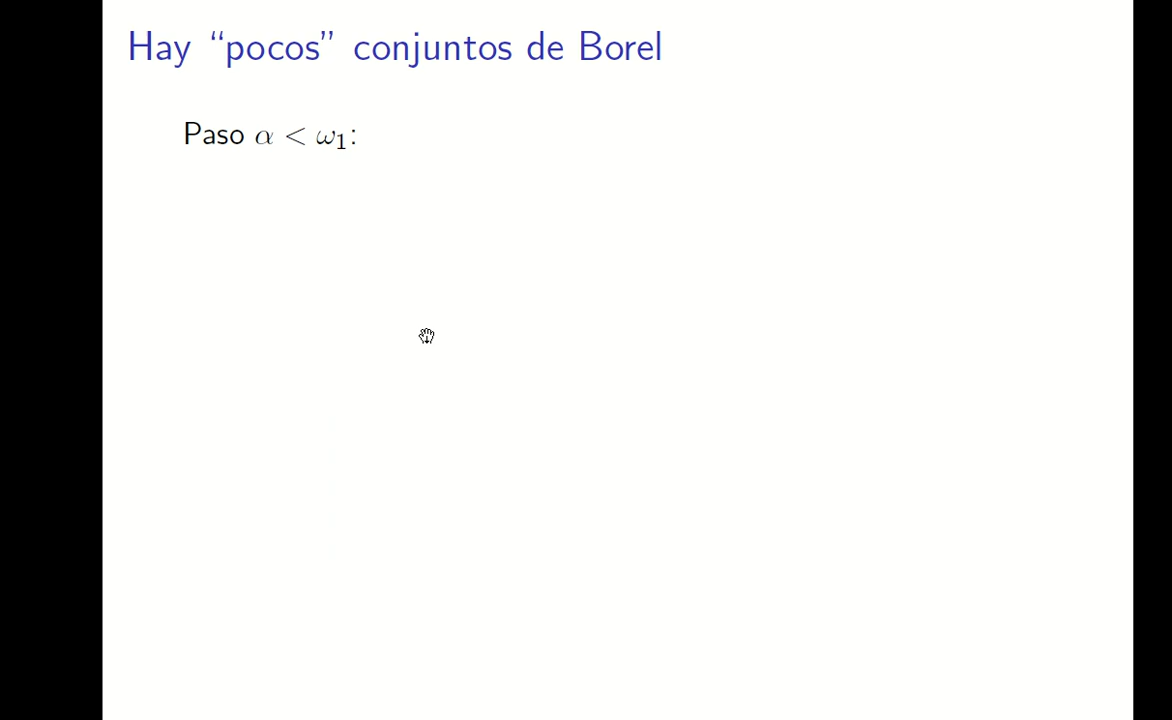 Hay “pocos” conjuntos de Borel
Paso α < ω₁: